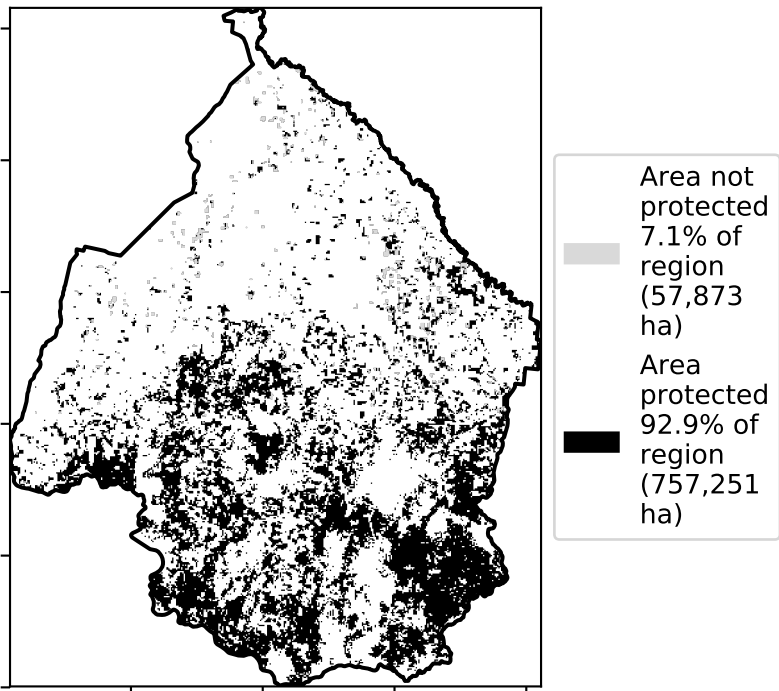 Area not
protected
7.1% of
region
(57,873
ha)
Area
protected
92.9% of
region
(757,251
ha)